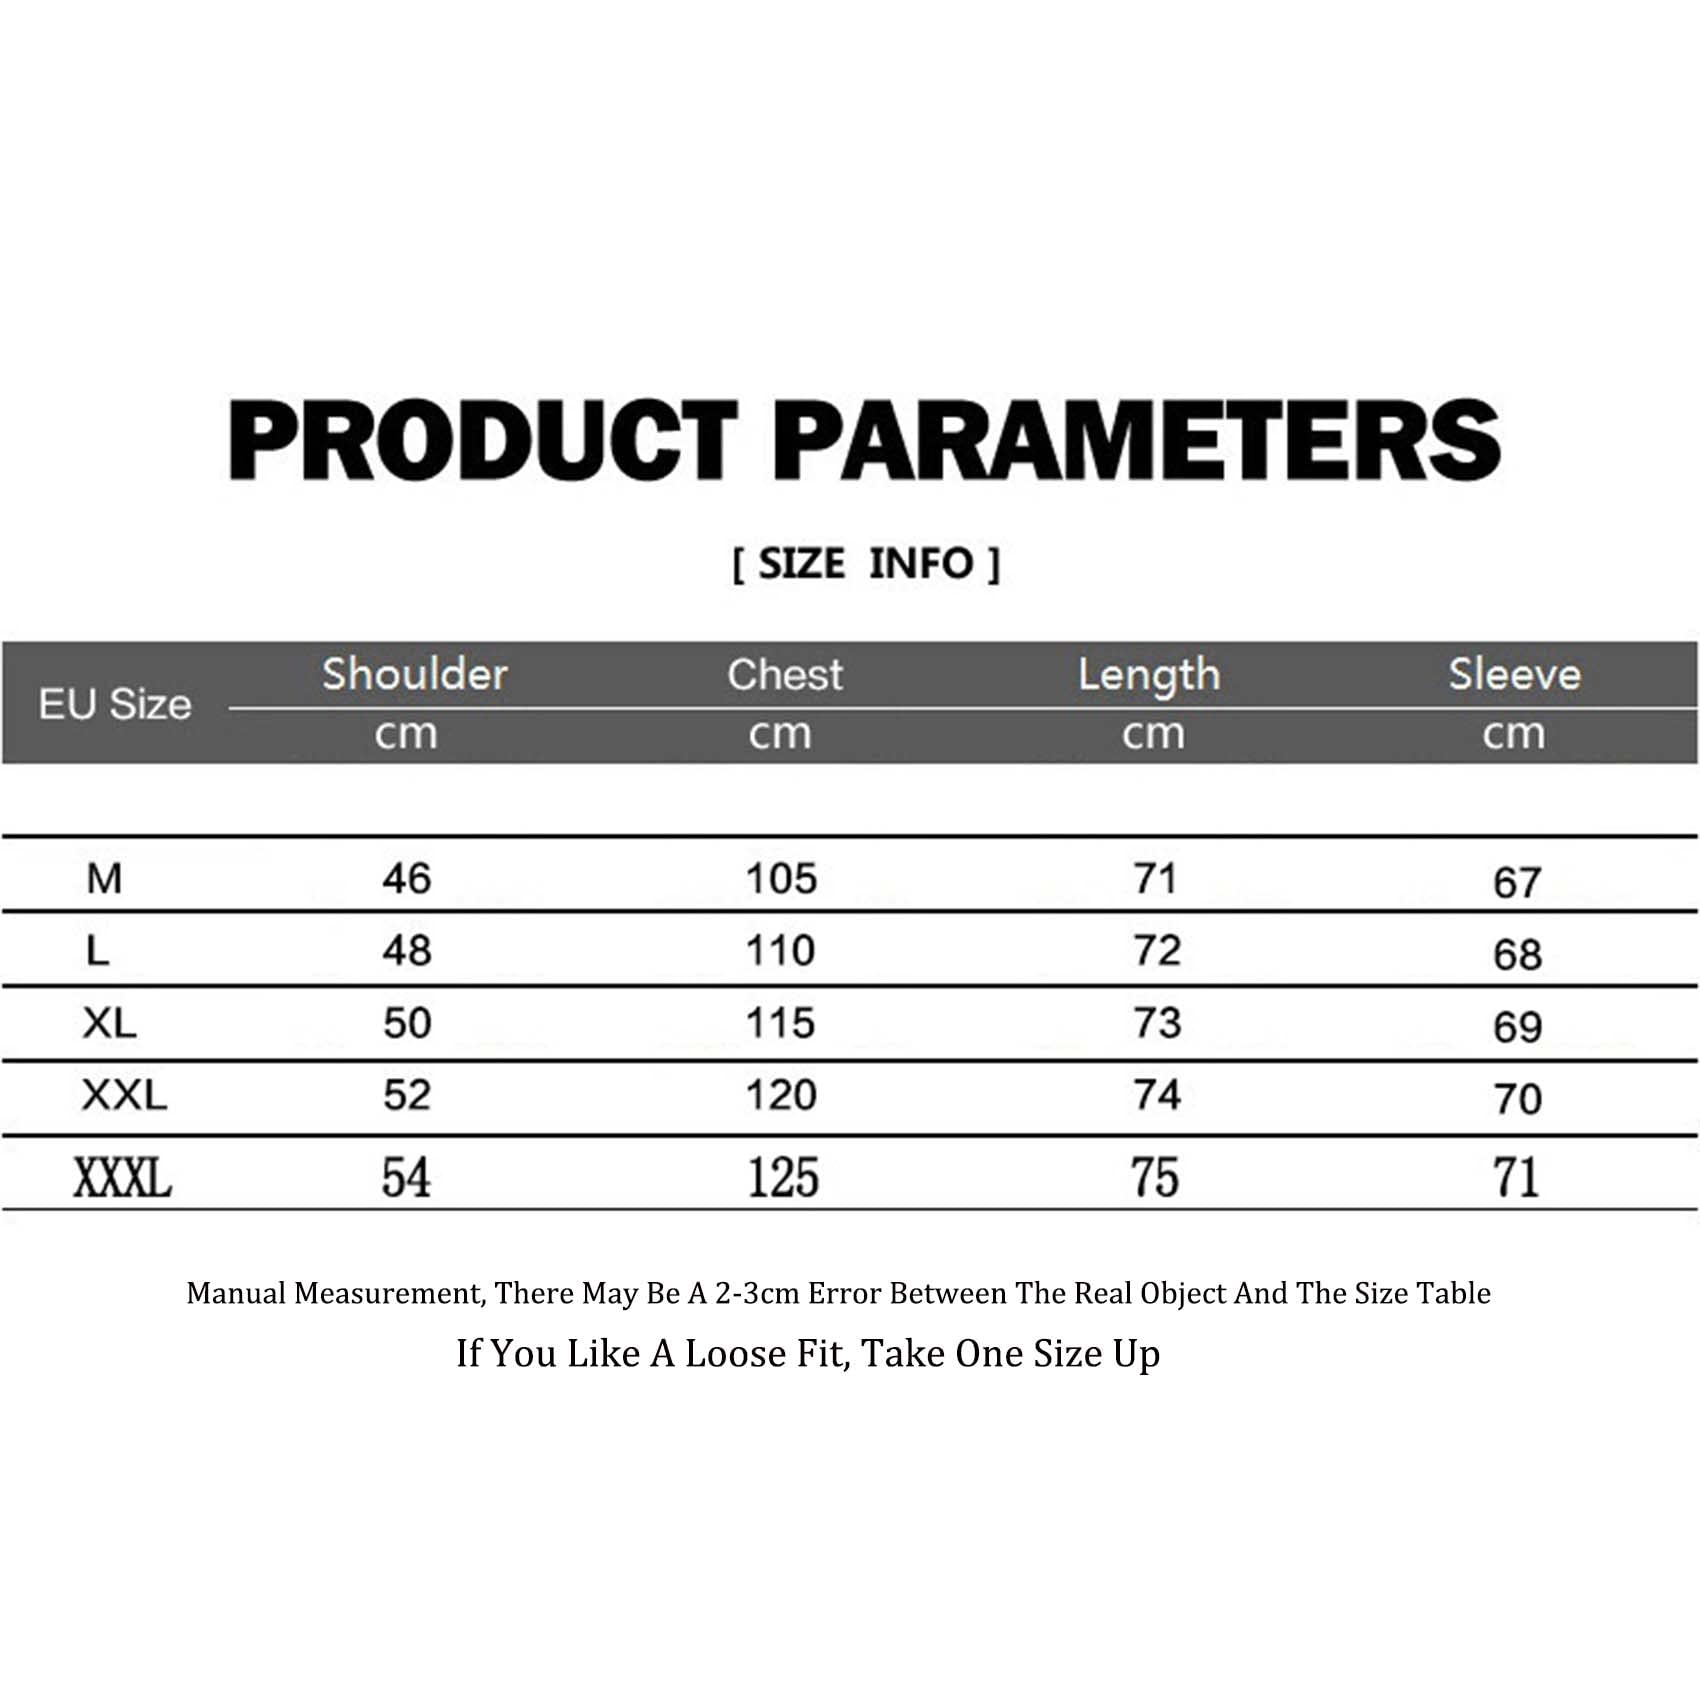 PRODUCT PARAMETERS
[ SIZE INFO ]
EU Size Shoulder Chest Length Sleeve
cm cm cm cm
M 46 105 71 67
L 48 110 72 68
XL 50 115 73 69
XXL 52 120 74 70
XXXL 54 125 75 71
Manual Measurement, There May Be A 2-3cm Error Between The Real Object And The Size Table
If You Like A Loose Fit, Take One Size Up